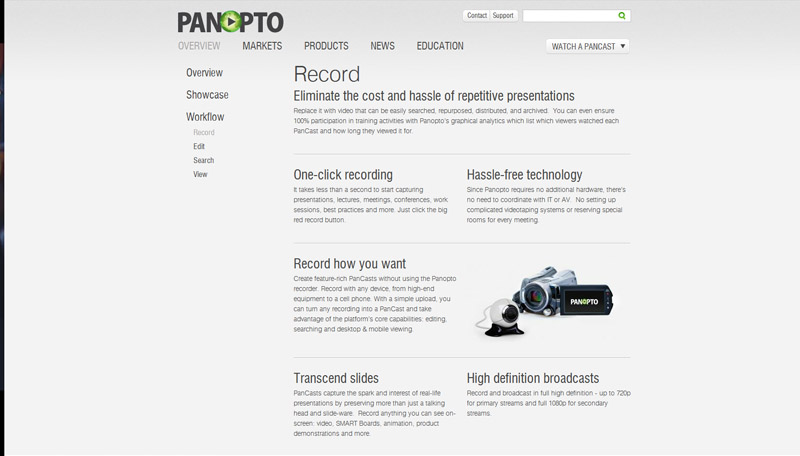 PANOPTO
Contact | Support
OVERVIEW MARKETS PRODUCTS NEWS EDUCATION WATCH A PANCAST
Overview
Showcase
Workflow
Record
Edit
Search
View
Record
Eliminate the cost and hassle of repetitive presentations
Replace it with video that can be easily searched, repurposed, distributed, and archived. You can even ensure
100% participation in training activities with Panopto's graphical analytics which list which viewers watched each
PanCast and how long they viewed it for.
One-click recording
It takes less than a second to start capturing
presentations, lectures, meetings, conferences, work
sessions, best practices and more. Just click the big
red record button.
Hassle-free technology
Since Panopto requires no additional hardware, there's
no need to coordinate with IT or AV. No setting up
complicated videotaping systems or reserving special
rooms for every meeting.
Record how you want
Create feature-rich PanCasts without using the Panopto
recorder. Record with any device, from high-end
equipment to a cell phone. With a simple upload, you
can turn any recording into a PanCast and take
advantage of the platform's core capabilities: editing,
searching and desktop & mobile viewing.
PANOPTO
Transcend slides
PanCasts capture the spark and interest of real-life
presentations by preserving more than just a talking
head and slide-ware. Record anything you can see on-
screen: video, SMART Boards, animation, product
demonstrations and more.
High definition broadcasts
Record and broadcast in full high definition - up to 720p
for primary streams and full 1080p for secondary
streams.